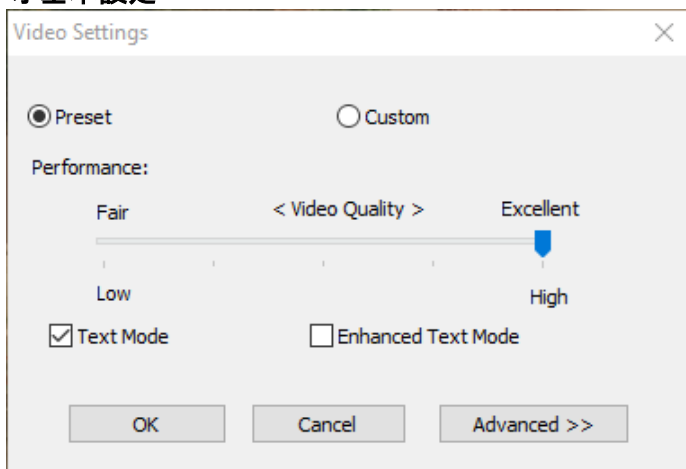 Video Settings
Preset Custom
Performance:
Fair < Video Quality > Excellent
Low High
Text Mode Enhanced Text Mode
OK Cancel Advanced >>